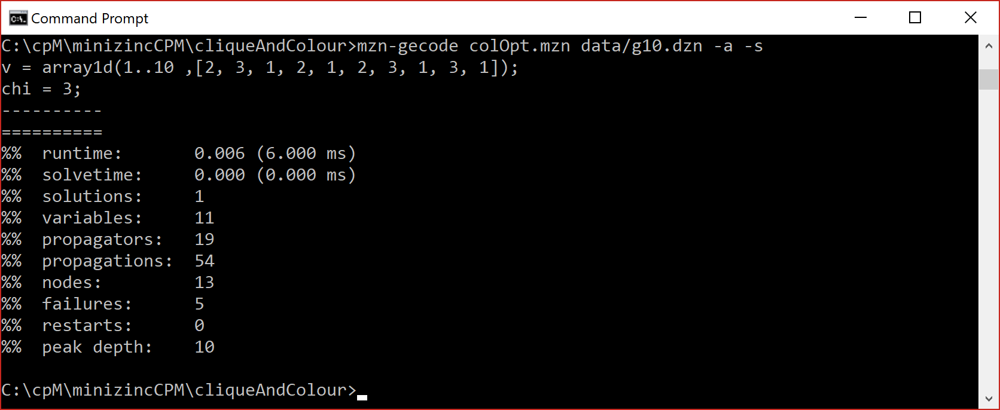 Command Prompt
C:\cpM\minizincCPM\cliqueAndColour>mzn-gecode colOpt.mzn data/g10.dzn -a -s
v = array1d(1..10 ,[2, 3, 1, 2, 1, 2, 3, 1, 3, 1]);
chi = 3;
----------
==========
%%  runtime:       0.006 (6.000 ms)
%%  solvetime:     0.000 (0.000 ms)
%%  solutions:     1
%%  variables:     11
%%  propagators:   19
%%  propagations:  54
%%  nodes:         13
%%  failures:      5
%%  restarts:      0
%%  peak depth:    10
C:\cpM\minizincCPM\cliqueAndColour>